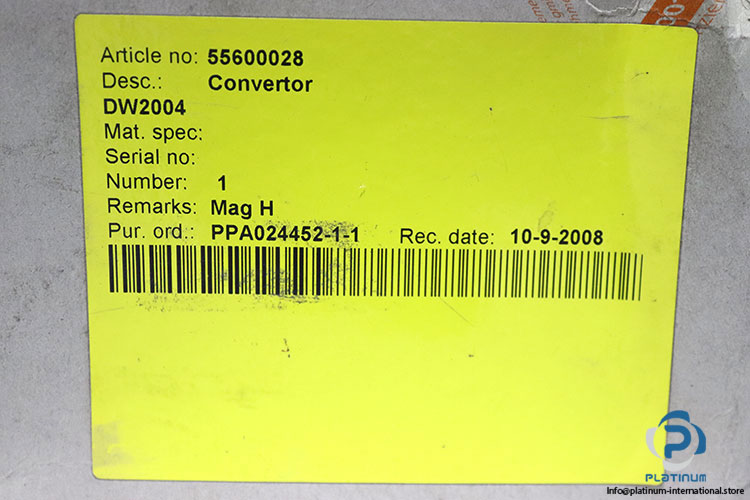 Article no: 55600028
Desc.: Convertor
DW2004
Mat. spec:
Serial no:
Number: 1
Remarks: Mag H
Pur. ord.: PPA024452-1-1 Rec. date: 10-9-2008
PLATINUM
Info@platinum-international.store